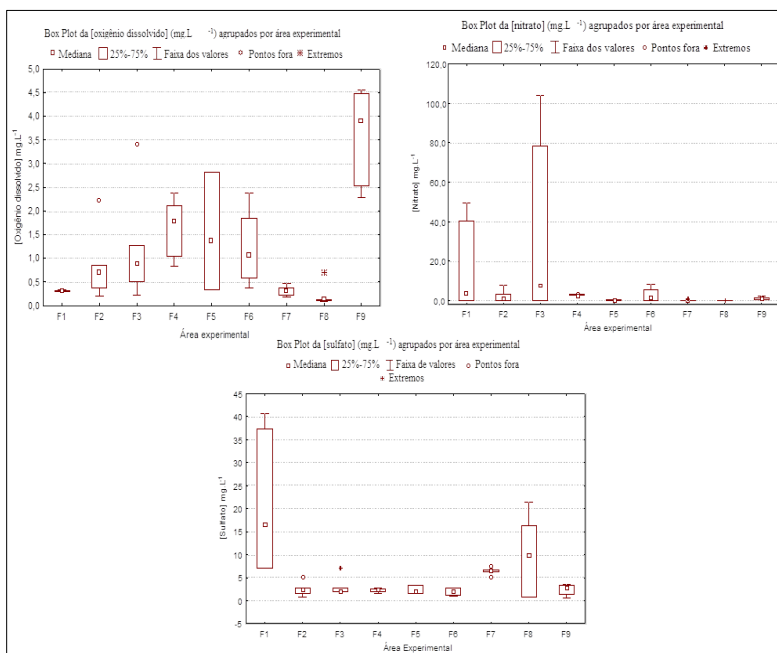 Box Plot da [oxigênio dissolvido] (mg.L⁻¹) agrupados por área experimental
Mediana 25%-75% Faixa dos valores Pontos fora Extremos
5,0
4,5
4,0
3,5
3,0
2,5
2,0
1,5
1,0
0,5
0,0
[Oxigênio dissolvido] mg.L⁻¹
F1 F2 F3 F4 F5 F6 F7 F8 F9
Área experimental
Box Plot da [nitrato] (mg.L⁻¹) agrupados por área experimental
Mediana 25%-75% Faixa dos valores Pontos fora Extremos
120,0
100,0
80,0
60,0
40,0
20,0
0,0
[Nitrato] mg.L⁻¹
F1 F2 F3 F4 F5 F6 F7 F8 F9
Área experimental
Box Plot da [sulfato] (mg.L⁻¹) agrupados por área experimental
Mediana 25%-75% Faixa de valores Pontos fora
Extremos
45
40
35
30
25
20
15
10
5
0
-5
[Sulfato] mg.L⁻¹
F1 F2 F3 F4 F5 F6 F7 F8 F9
Área Experimental